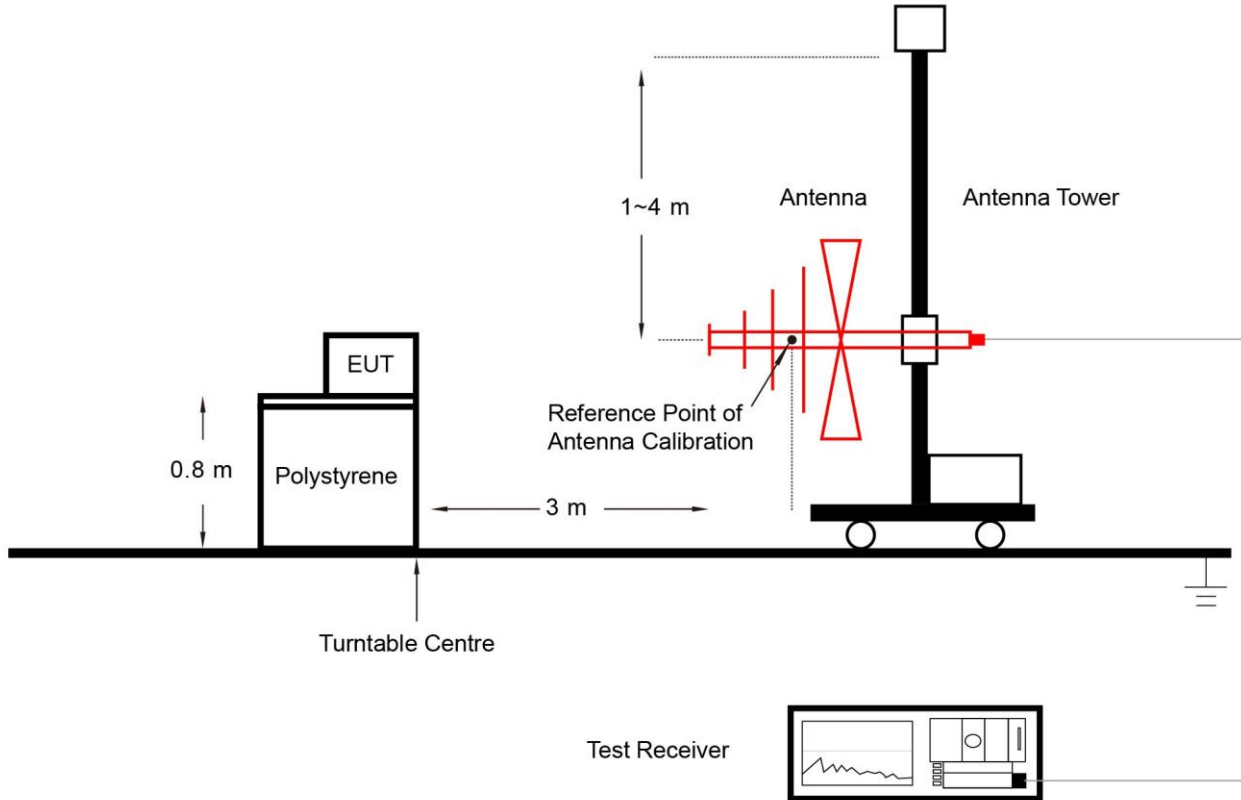 1~4 m
Antenna
Antenna Tower
EUT
Reference Point of
Antenna Calibration
0.8 m
Polystyrene
3 m
Turntable Centre
Test Receiver